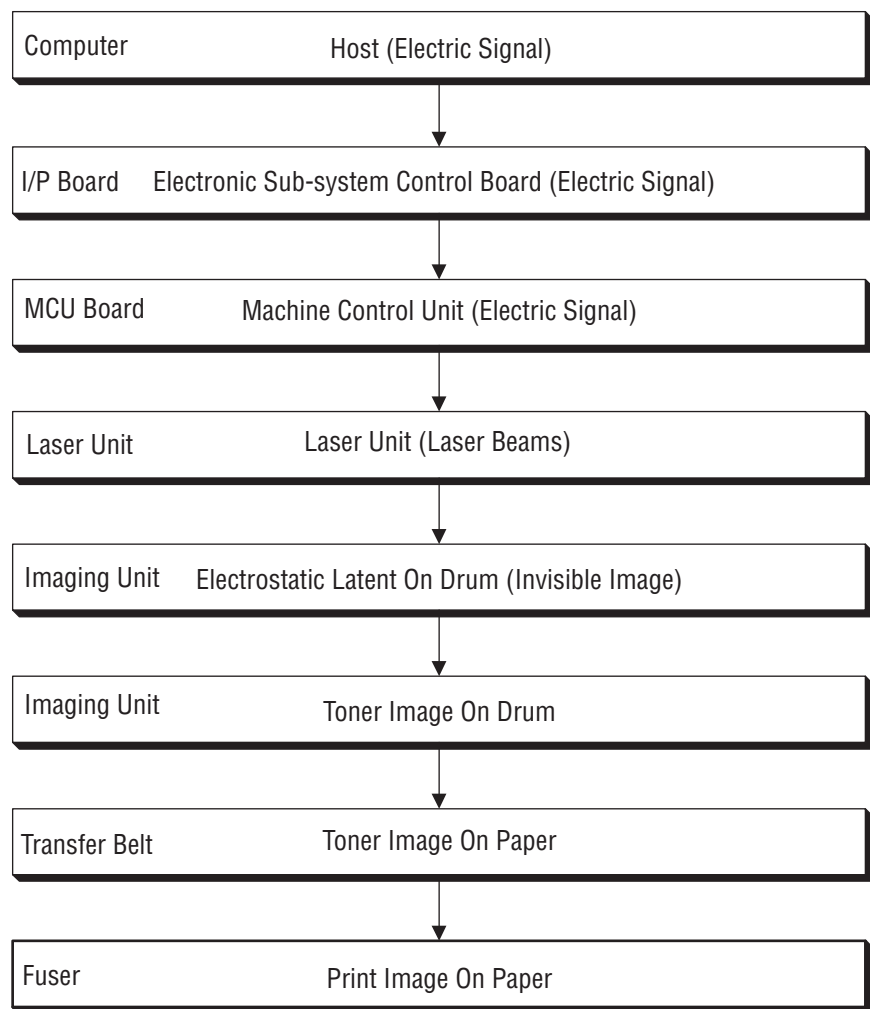 Computer Host (Electric Signal)
I/P Board Electronic Sub-system Control Board (Electric Signal)
MCU Board Machine Control Unit (Electric Signal)
Laser Unit Laser Unit (Laser Beams)
Imaging Unit Electrostatic Latent On Drum (Invisible Image)
Imaging Unit Toner Image On Drum
Transfer Belt Toner Image On Paper
Fuser Print Image On Paper